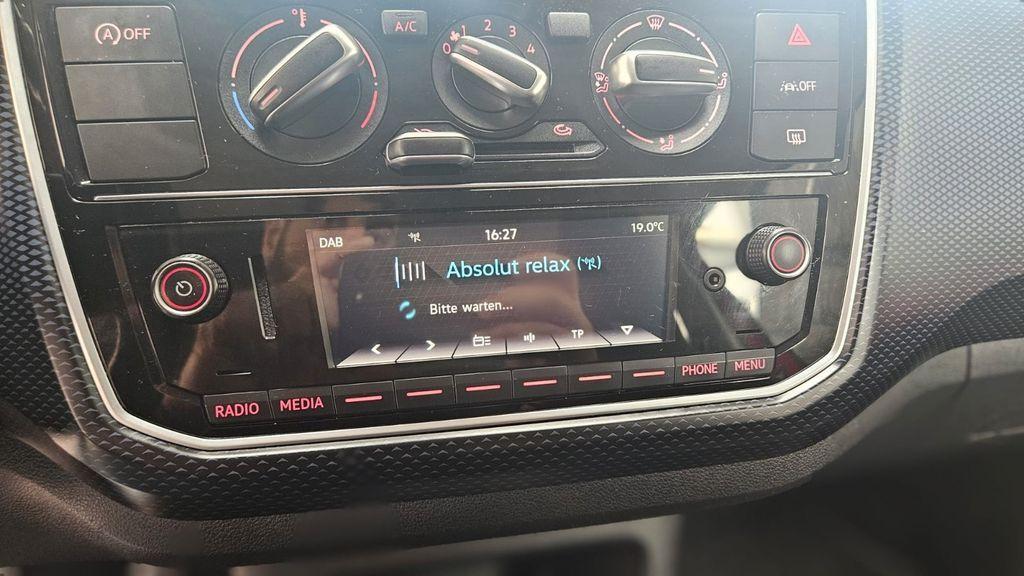 OFF
A/C
0 1 2 3 4
OFF
DAB 16:27 19.0°C
Absolut relax
Bitte warten...
TP
RADIO MEDIA PHONE MENU